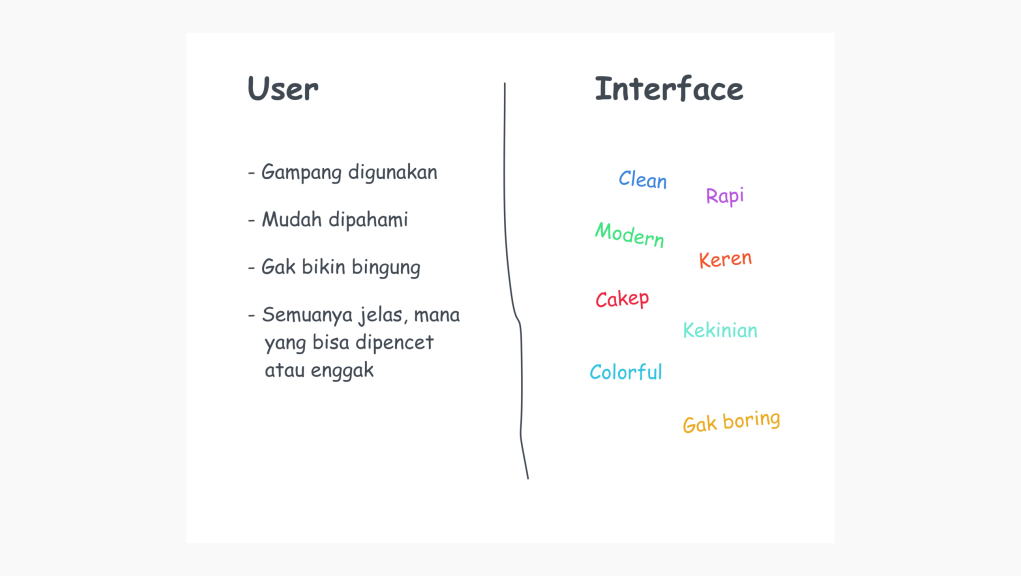 User
- Gampang digunakan
- Mudah dipahami
- Gak bikin bingung
- Semuanya jelas, mana
yang bisa dipencet
atau enggak
Interface
Clean
Rapi
Modern
Keren
Cakep
Kekinian
Colorful
Gak boring